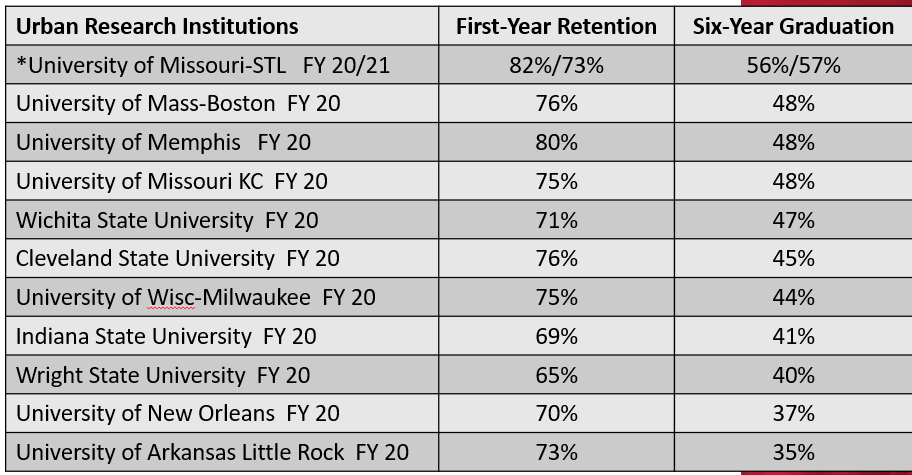 Urban Research Institutions First-Year Retention Six-Year Graduation
*University of Missouri-STL FY 20/21 82%/73% 56%/57%
University of Mass-Boston FY 20 76% 48%
University of Memphis FY 20 80% 48%
University of Missouri KC FY 20 75% 48%
Wichita State University FY 20 71% 47%
Cleveland State University FY 20 76% 45%
University of Wisc-Milwaukee FY 20 75% 44%
Indiana State University FY 20 69% 41%
Wright State University FY 20 65% 40%
University of New Orleans FY 20 70% 37%
University of Arkansas Little Rock FY 20 73% 35%